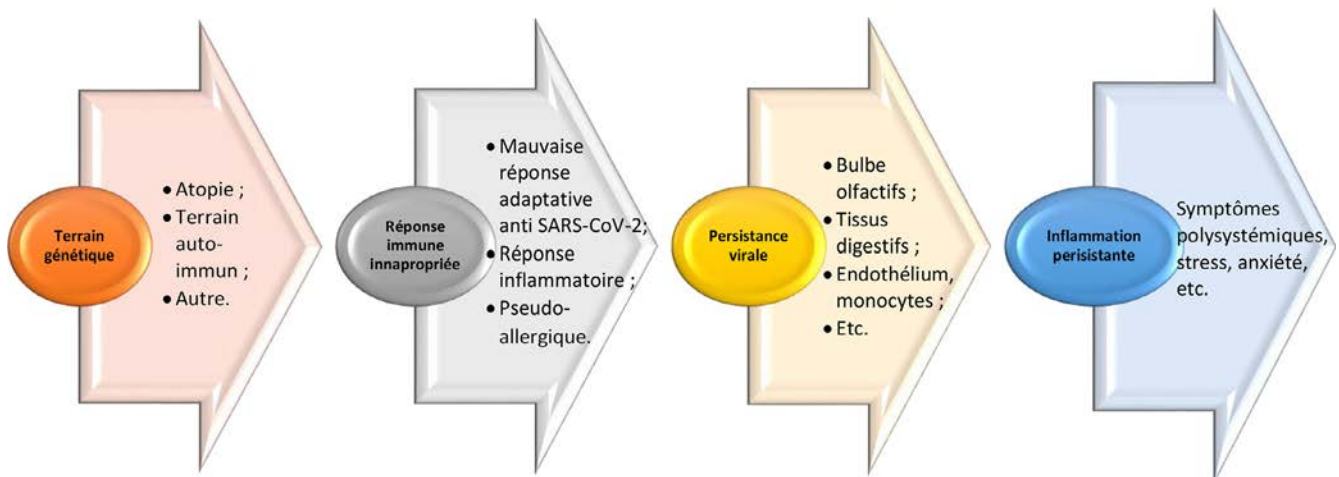 Terrain
génétique
• Atopie ;
• Terrain
auto-
immun ;
• Autre.
Réponse
immune
innapropriée
• Mauvaise
réponse
adaptative
anti SARS-CoV-2;
• Réponse
inflammatoire ;
• Pseudo-
allergique.
Persistance
virale
• Bulbe
olfactifs ;
• Tissus
digestifs ;
• Endothélium,
monocytes ;
• Etc.
Inflammation
perisistante
Symptômes
polysystémiques,
stress, anxiété,
etc.